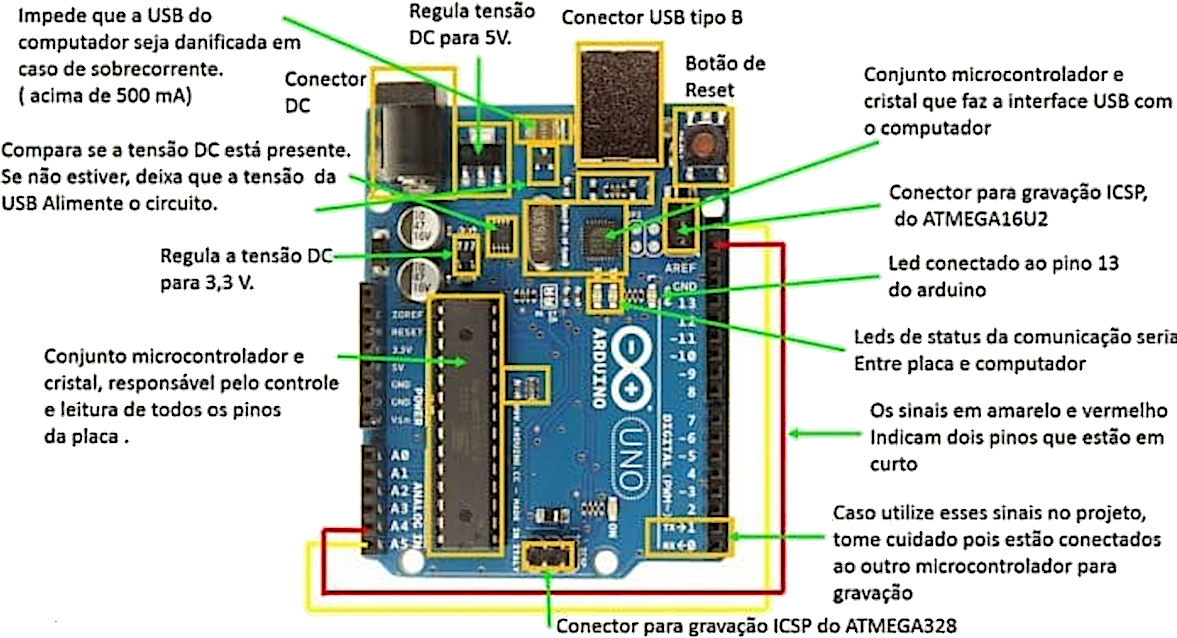 Impede que a USB do
computador seja danificada em
caso de sobrecorrente.
( acima de 500 mA)
Regula tensão
DC para 5V.
Conector USB tipo B
Conector
DC
Botão de
Reset
Conjunto microcontrolador e
cristal que faz a interface USB com
o computador
Compara se a tensão DC está presente.
Se não estiver, deixa que a tensão da
USB Alimente o circuito.
Conector para gravação ICSP,
do ATMEGA16U2
Regula a tensão DC
para 3,3 V.
Led conectado ao pino 13
do arduino
Leds de status da comunicação seria
Entre placa e computador
Conjunto microcontrolador e
cristal, responsável pelo controle
e leitura de todos os pinos
da placa .
Os sinais em amarelo e vermelho
Indicam dois pinos que estão em
curto
Caso utilize esses sinais no projeto,
tome cuidado pois estão conectados
ao outro microcontrolador para
gravação
Conector para gravação ICSP do ATMEGA328
47
16V
16V
IOREF
RESET
3.3V
5V
GND
GND
Vin
POWER
A0
A1
A2
A3
A4
A5
ANALOG IN
AREF
GND
13
12
~11
~10
~9
8
7
~6
~5
4
~3
2
TX→1
RX←0
DIGITAL (PWM~)
ARDUINO
UNO
ON
ICSP